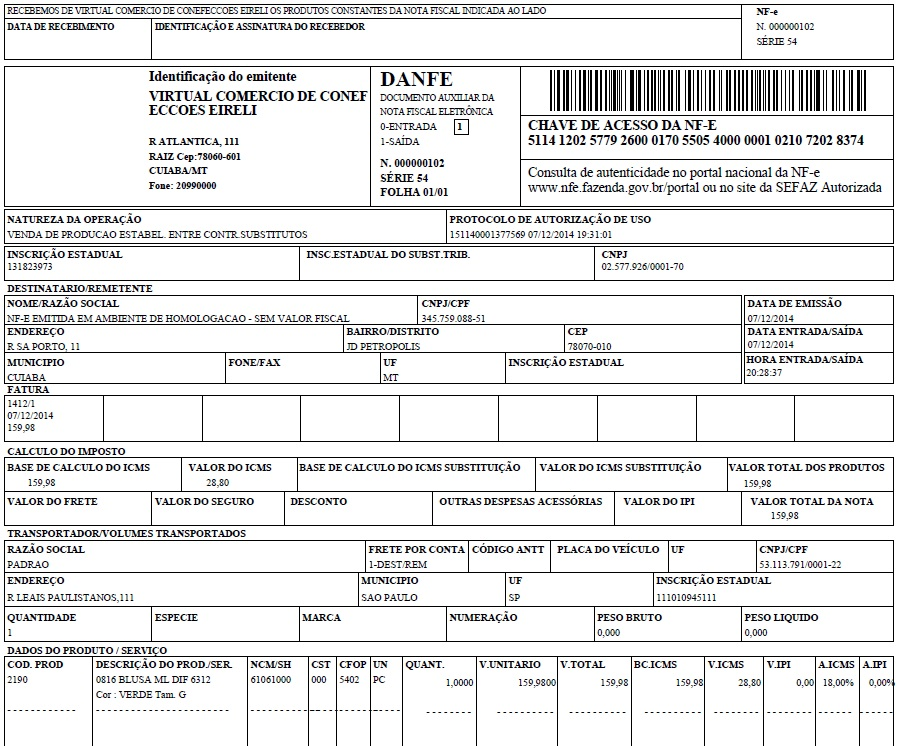 RECEBEMOS DE VIRTUAL COMERCIO DE CONEFECCOES EIRELI OS PRODUTOS CONSTANTES DA NOTA FISCAL INDICADA AO LADO
DATA DE RECEBIMENTO IDENTIFICAÇÃO E ASSINATURA DO RECEBEDOR
NF-e
N. 000000102
SÉRIE 54
Identificação do emitente
VIRTUAL COMERCIO DE CONEF
ECCOES EIRELI
R ATLANTICA, 111
RAIZ Cep:78060-601
CUIABA/MT
Fone: 20990000
DANFE
DOCUMENTO AUXILIAR DA
NOTA FISCAL ELETRÔNICA
0-ENTRADA 1
1-SAÍDA
N. 000000102
SÉRIE 54
FOLHA 01/01
CHAVE DE ACESSO DA NF-E
5114 1202 5779 2600 0170 5505 4000 0001 0210 7202 8374
Consulta de autenticidade no portal nacional da NF-e
www.nfe.fazenda.gov.br/portal ou no site da SEFAZ Autorizada
NATUREZA DA OPERAÇÃO PROTOCOLO DE AUTORIZAÇÃO DE USO
VENDA DE PRODUCAO ESTABEL. ENTRE CONTR.SUBSTITUTOS 151140001377569 07/12/2014 19:31:01
INSCRIÇÃO ESTADUAL INSC.ESTADUAL DO SUBST.TRIB. CNPJ
131823973 02.577.926/0001-70
DESTINATARIO/REMETENTE
NOME/RAZÃO SOCIAL CNPJ/CPF DATA DE EMISSÃO
NF-E EMITIDA EM AMBIENTE DE HOMOLOGACAO - SEM VALOR FISCAL 345.759.088-51 07/12/2014
ENDEREÇO BAIRRO/DISTRITO CEP DATA ENTRADA/SAÍDA
R SA PORTO, 11 JD PETROPOLIS 78070-010 07/12/2014
MUNICIPIO FONE/FAX UF INSCRIÇÃO ESTADUAL HORA ENTRADA/SAÍDA
CUIABA MT 20:28:37
FATURA
1412/1
07/12/2014
159,98
CALCULO DO IMPOSTO
BASE DE CALCULO DO ICMS VALOR DO ICMS BASE DE CALCULO DO ICMS SUBSTITUIÇÃO VALOR DO ICMS SUBSTITUIÇÃO VALOR TOTAL DOS PRODUTOS
159,98 28,80 159,98
VALOR DO FRETE VALOR DO SEGURO DESCONTO OUTRAS DESPESAS ACESSÓRIAS VALOR DO IPI VALOR TOTAL DA NOTA
159,98
TRANSPORTADOR/VOLUMES TRANSPORTADOS
RAZÃO SOCIAL FRETE POR CONTA CÓDIGO ANTT PLACA DO VEÍCULO UF CNPJ/CPF
PADRAO 1-DEST/REM 53.113.791/0001-22
ENDEREÇO MUNICIPIO UF INSCRIÇÃO ESTADUAL
R LEAIS PAULISTANOS,111 SAO PAULO SP 111010945111
QUANTIDADE ESPECIE MARCA NUMERAÇÃO PESO BRUTO PESO LIQUIDO
1 0,000 0,000
DADOS DO PRODUTO / SERVIÇO
COD. PROD DESCRIÇÃO DO PROD./SER. NCM/SH CST CFOP UN QUANT. V.UNITARIO V.TOTAL BC.ICMS V.ICMS V.IPI A.ICMS A.IPI
2190 0816 BLUSA ML DIF 6312 61061000 000 5402 PC 1,0000 159,9800 159,98 159,98 28,80 0,00 18,00% 0,00%
Cor : VERDE Tam. G